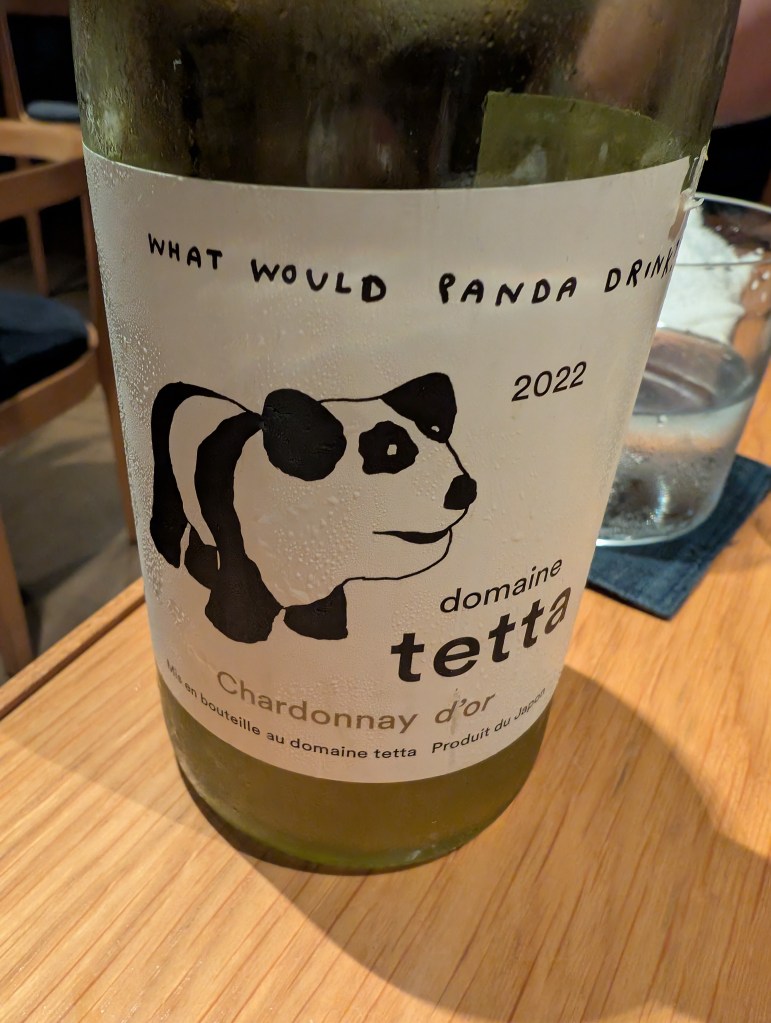 WHAT WOULD PANDA DRINK?
2022
domaine
tetta
Chardonnay d'or
Mis en bouteille au domaine tetta Produit du Japon